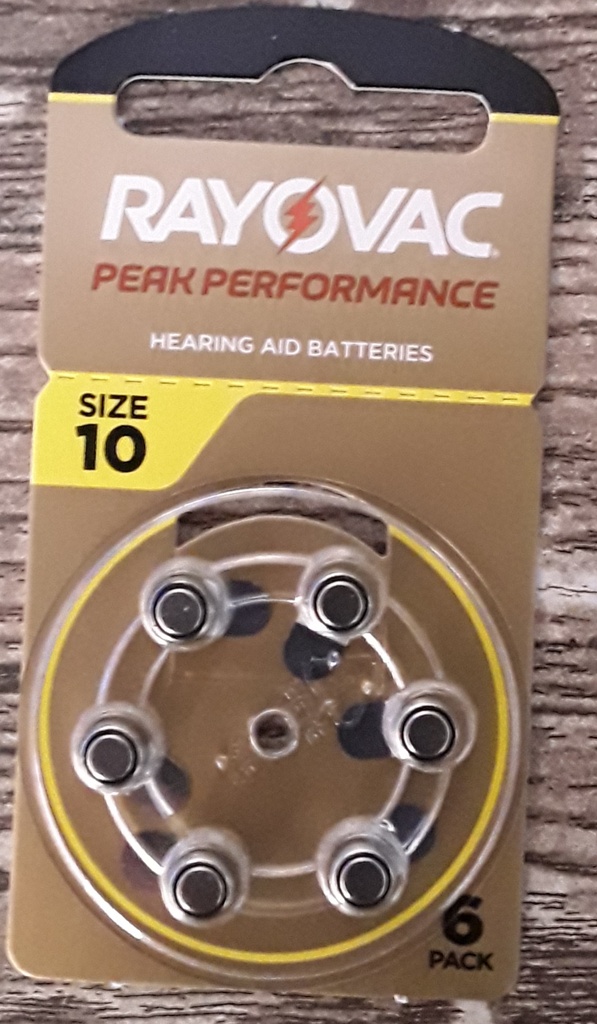 RAYOVAC
PEAK PERFORMANCE
HEARING AID BATTERIES
SIZE
10
6
PACK